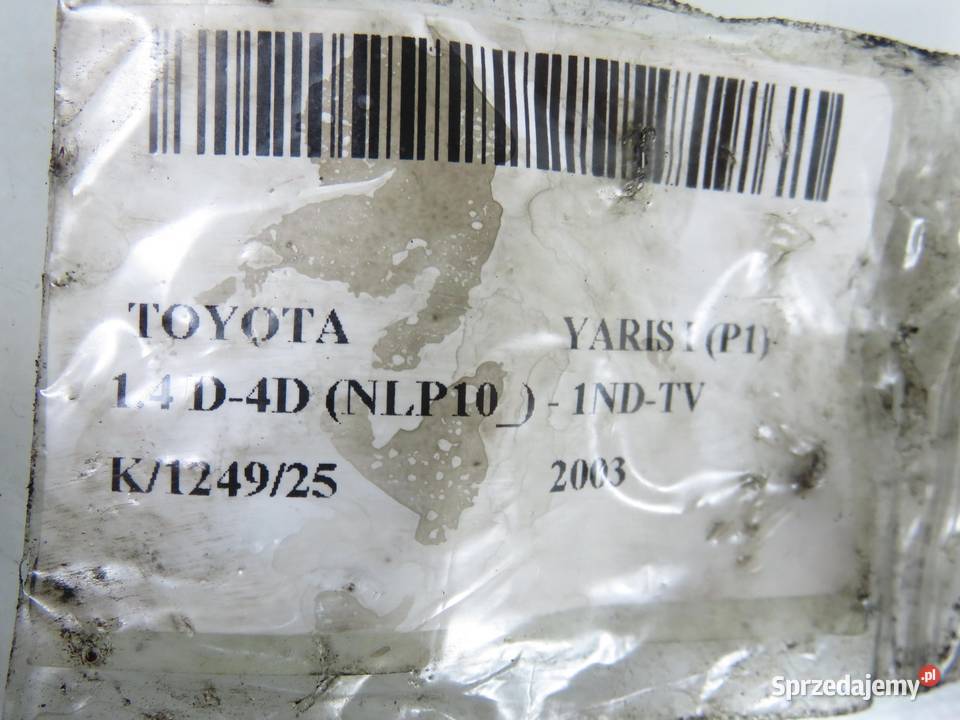 TOYOTA YARIS I (P1)
1.4 D-4D (NLP10_) - 1ND-TV
K/1249/25 2003
Sprzedajemy.pl